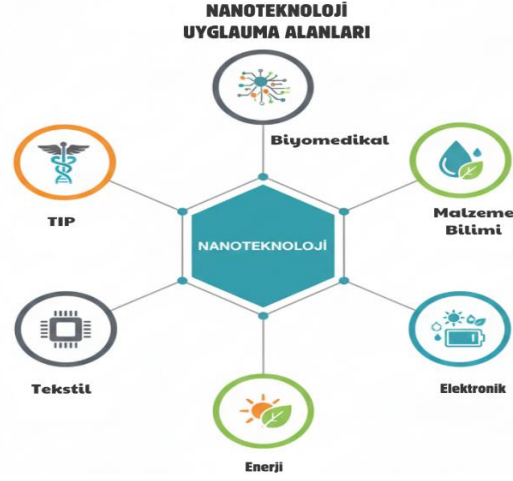 NANOTEKNOLOJİ
UYGLAUMA ALANLARI
Biyomedikal
TIP
Malzeme
Bilimi
NANOTEKNOLOJİ
Tekstil
Elektronik
Enerji